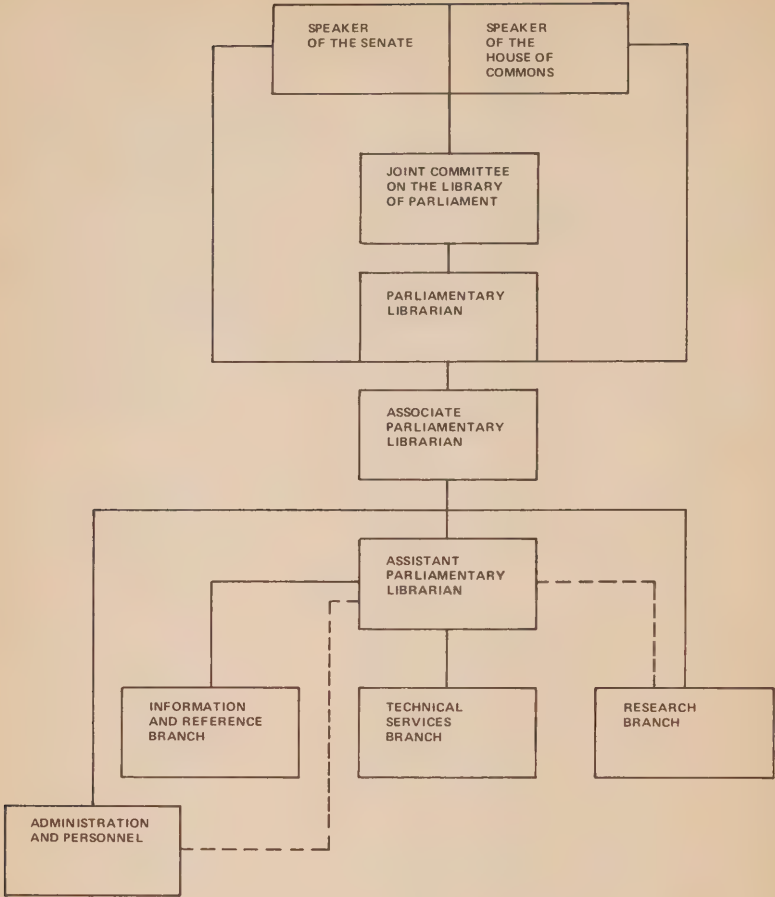 SPEAKER
OF THE SENATE
SPEAKER
OF THE
HOUSE OF
COMMONS
JOINT COMMITTEE
ON THE LIBRARY
OF PARLIAMENT
PARLIAMENTARY
LIBRARIAN
ASSOCIATE
PARLIAMENTARY
LIBRARIAN
ASSISTANT
PARLIAMENTARY
LIBRARIAN
INFORMATION
AND REFERENCE
BRANCH
TECHNICAL
SERVICES
BRANCH
RESEARCH
BRANCH
ADMINISTRATION
AND PERSONNEL